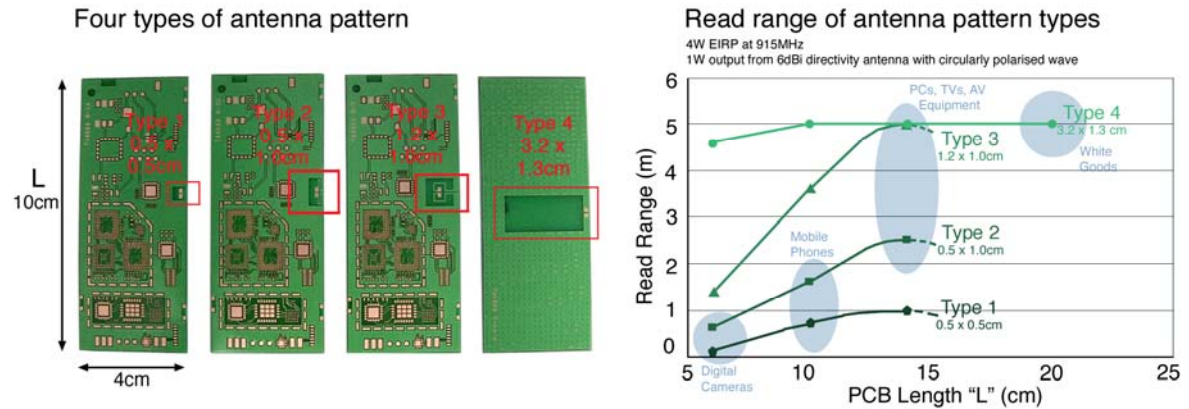 Four types of antenna pattern
Type 1
0.5 x
0.5cm
Type 2
0.5 x
1.0cm
Type 3
1.9 x
1.0cm
Type 4
3.2 x
1.3cm
L
10cm
4cm
Read range of antenna pattern types
4W EIRP at 915MHz
1W output from 6dBi directivity antenna with circularly polarised wave
Read Range (m)
6
5
4
3
2
1
0
PCs, TVs, AV
Equipment
Type 4
3.2 x 1.3 cm
Type 3
1.2 x 1.0cm
White
Goods
Mobile
Phones
Type 2
0.5 x 1.0cm
Type 1
0.5 x 0.5cm
Digital
Cameras
5
10
15
20
25
PCB Length “L” (cm)